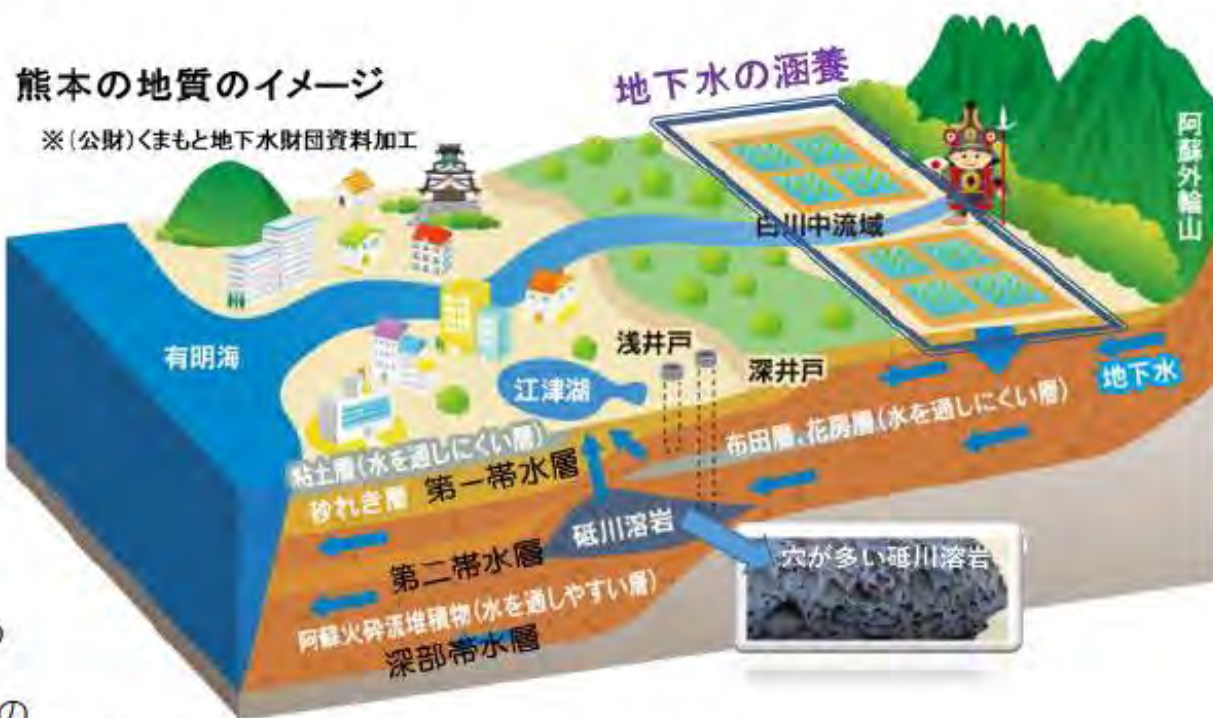 熊本の地質のイメージ
※(公財)くまもと地下水財団資料加工
地下水の涵養
阿蘇外輪山
白川中流域
有明海
江津湖
浅井戸
深井戸
地下水
粘土層(水を通しにくい層)
布田層、花房層(水を通しにくい層)
砂れき層
第一帯水層
砥川溶岩
穴が多い砥川溶岩
第二帯水層
阿蘇火砕流堆積物(水を通しやすい層)
深部帯水層
の